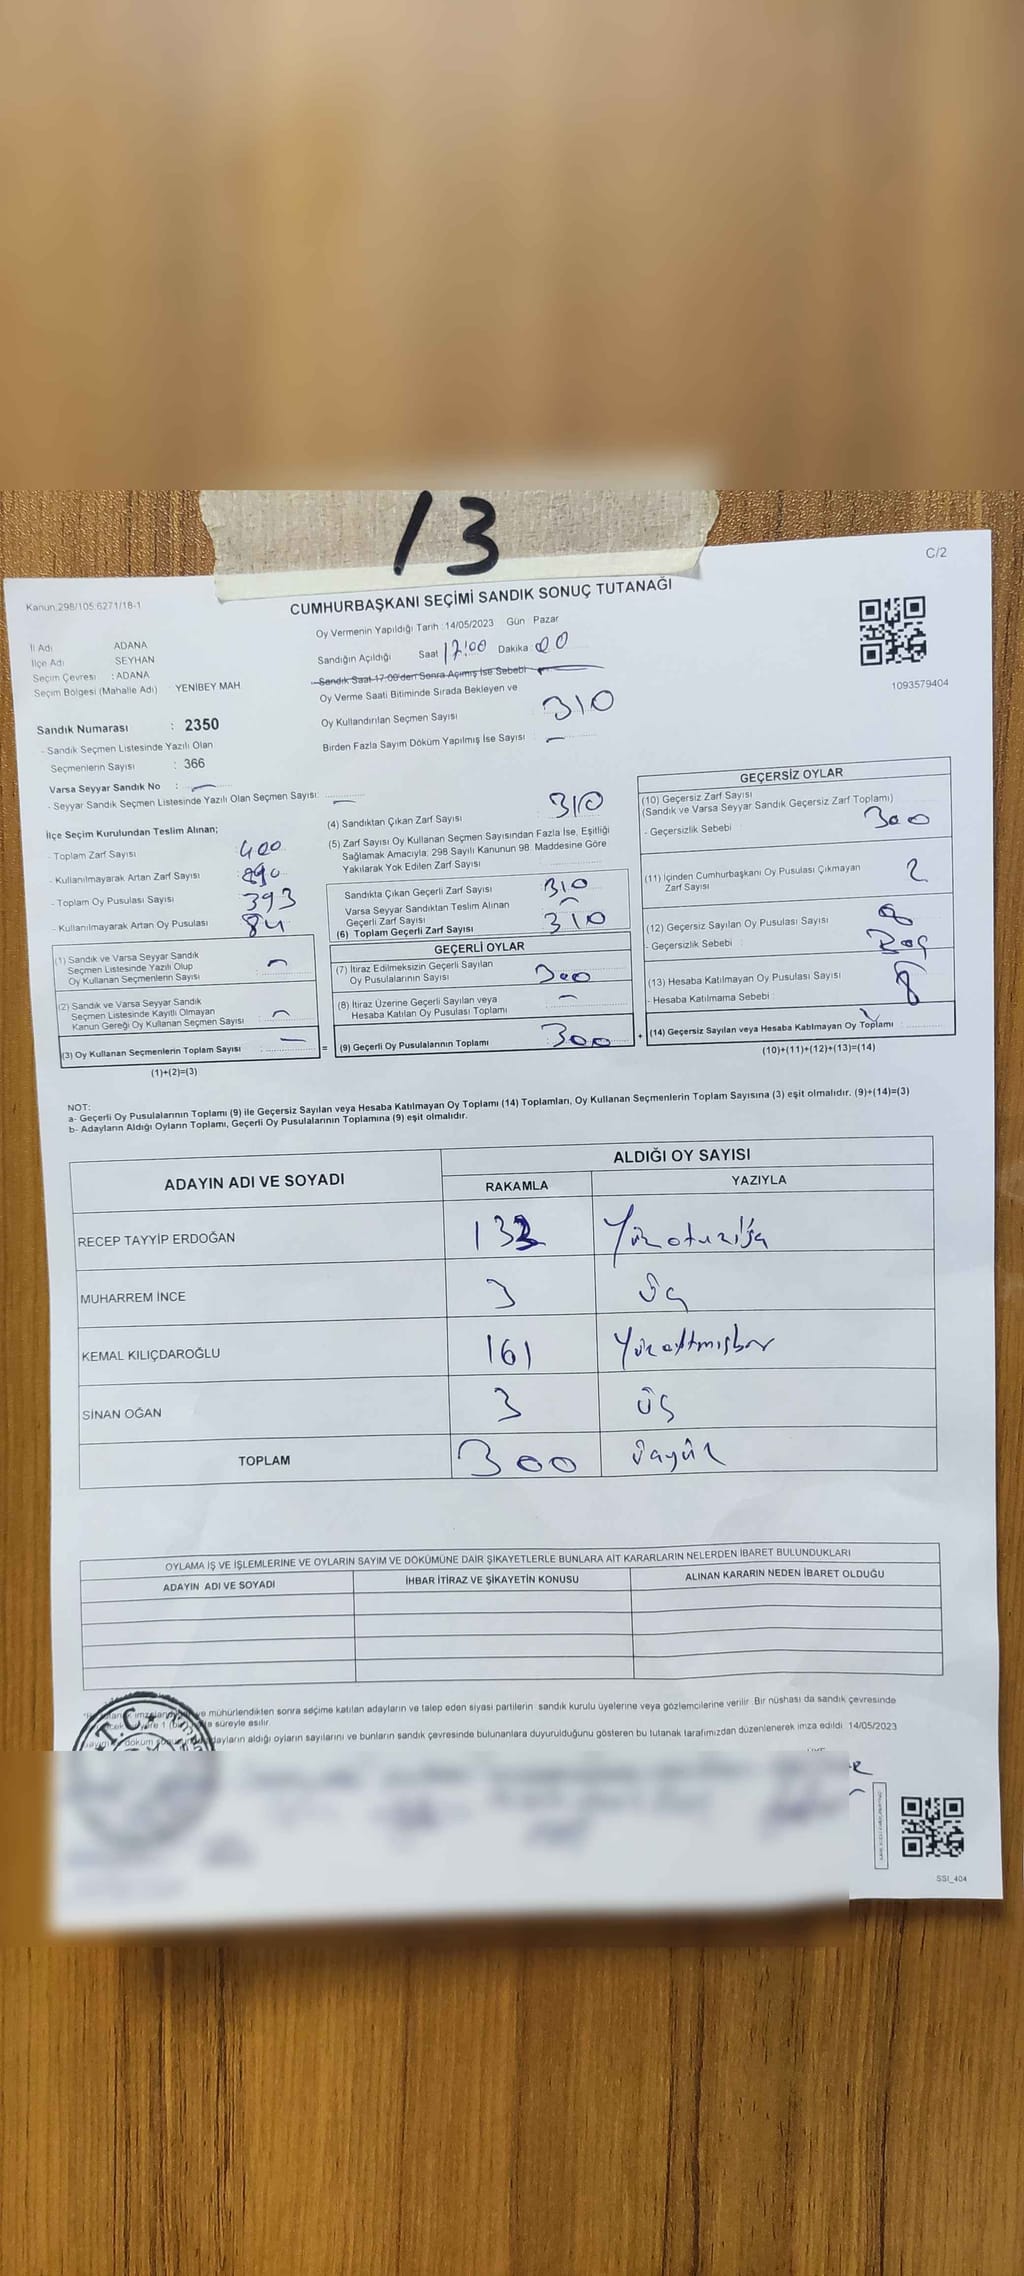 13
C/2
Kanun:298/105;6271/18-1
CUMHURBAŞKANI SEÇİMİ SANDIK SONUÇ TUTANAĞI
Oy Vermenin Yapıldığı Tarih :14/05/2023 Gün Pazar
İl Adı ADANA
İlçe Adı SEYHAN
Seçim Çevresi : ADANA
Seçim Bölgesi (Mahalle Adı) YENİBEY MAH.
Sandığın Açıldığı Saat 17:00 Dakika 00
Sandık Saat 17:00'den Sonra Açımış İse Sebebi
Oy Verme Saati Bitiminde Sırada Bekleyen ve
Oy Kullandırılan Seçmen Sayısı 310
Birden Fazla Sayım Döküm Yapılmış İse Sayısı : –
1093579404
Sandık Numarası : 2350
- Sandık Seçmen Listesinde Yazılı Olan
Seçmenlerin Sayısı : 366
Varsa Seyyar Sandık No : –
- Seyyar Sandık Seçmen Listesinde Yazılı Olan Seçmen Sayısı: –
İlçe Seçim Kurulundan Teslim Alınan;
- Toplam Zarf Sayısı 400
- Kullanılmayarak Artan Zarf Sayısı
- Toplam Oy Pusulası Sayısı 393
- Kullanılmayarak Artan Oy Pusulası 84
(1) Sandık ve Varsa Seyyar Sandık
Seçmen Listesinde Yazılı Olup
Oy Kullanan Seçmenlerin Sayısı –
(2) Sandık ve Varsa Seyyar Sandık
Seçmen Listesinde Kayıtlı Olmayan
Kanun Gereği Oy Kullanan Seçmen Sayısı –
(3) Oy Kullanan Seçmenlerin Toplam Sayısı –
(1)+(2)=(3)
(4) Sandıktan Çıkan Zarf Sayısı 310
(5) Zarf Sayısı Oy Kullanan Seçmen Sayısından Fazla İse, Eşitliği
Sağlamak Amacıyla; 298 Sayılı Kanunun 98. Maddesine Göre
Yakılarak Yok Edilen Zarf Sayısı
Sandıkta Çıkan Geçerli Zarf Sayısı 310
Varsa Seyyar Sandıktan Teslim Alınan
Geçerli Zarf Sayısı –
(6) Toplam Geçerli Zarf Sayısı 310
GEÇERLİ OYLAR
(7) İtiraz Edilmeksizin Geçerli Sayılan
Oy Pusulalarının Sayısı 300
(8) İtiraz Üzerine Geçerli Sayılan veya
Hesaba Katılan Oy Pusulası Toplamı –
= (9) Geçerli Oy Pusulalarının Toplamı 300
GEÇERSİZ OYLAR
(10) Geçersiz Zarf Sayısı
(Sandık ve Varsa Seyyar Sandık Geçersiz Zarf Toplamı)
- Geçersizlik Sebebi : 300
(11) İçinden Cumhurbaşkanı Oy Pusulası Çıkmayan
Zarf Sayısı 2
(12) Geçersiz Sayılan Oy Pusulası Sayısı 8
- Geçersizlik Sebebi : Boş
(13) Hesaba Katılmayan Oy Pusulası Sayısı 8
- Hesaba Katılmama Sebebi :
+ (14) Geçersiz Sayılan veya Hesaba Katılmayan Oy Toplamı
(10)+(11)+(12)+(13)=(14)
NOT:
a- Geçerli Oy Pusulalarının Toplamı (9) ile Geçersiz Sayılan veya Hesaba Katılmayan Oy Toplamı (14) Toplamları, Oy Kullanan Seçmenlerin Toplam Sayısına (3) eşit olmalıdır. (9)+(14)=(3)
b- Adayların Aldığı Oyların Toplamı, Geçerli Oy Pusulalarının Toplamına (9) eşit olmalıdır.
ADAYIN ADI VE SOYADI ALDIĞI OY SAYISI
RAKAMLA YAZIYLA
RECEP TAYYİP ERDOĞAN 133 Yüzotuzüç
MUHARREM İNCE 3 Üç
KEMAL KILIÇDAROĞLU 161 Yüzaltmışbir
SİNAN OĞAN 3 üş
TOPLAM 300 üçyüz
OYLAMA İŞ VE İŞLEMLERİNE VE OYLARIN SAYIM VE DÖKÜMÜNE DAİR ŞİKAYETLERLE BUNLARA AİT KARARLARIN NELERDEN İBARET BULUNDUKLARI
ADAYIN ADI VE SOYADI İHBAR İTİRAZ VE ŞİKAYETİN KONUSU ALINAN KARARIN NEDEN İBARET OLDUĞU
ve mühürlendikten sonra seçime katılan adayların ve talep eden siyasi partilerin sandık kurulu üyelerine veya gözlemcilerine verilir. Bir nüshası da sandık çevresinde
süreyle asılır.
döküm adayların aldığı oyların sayılarını ve bunların sandık çevresinde bulunanlara duyurulduğunu gösteren bu tutanak tarafımızdan düzenlenerek imza edildi. 14/05/2023
T.C.
SSI_404